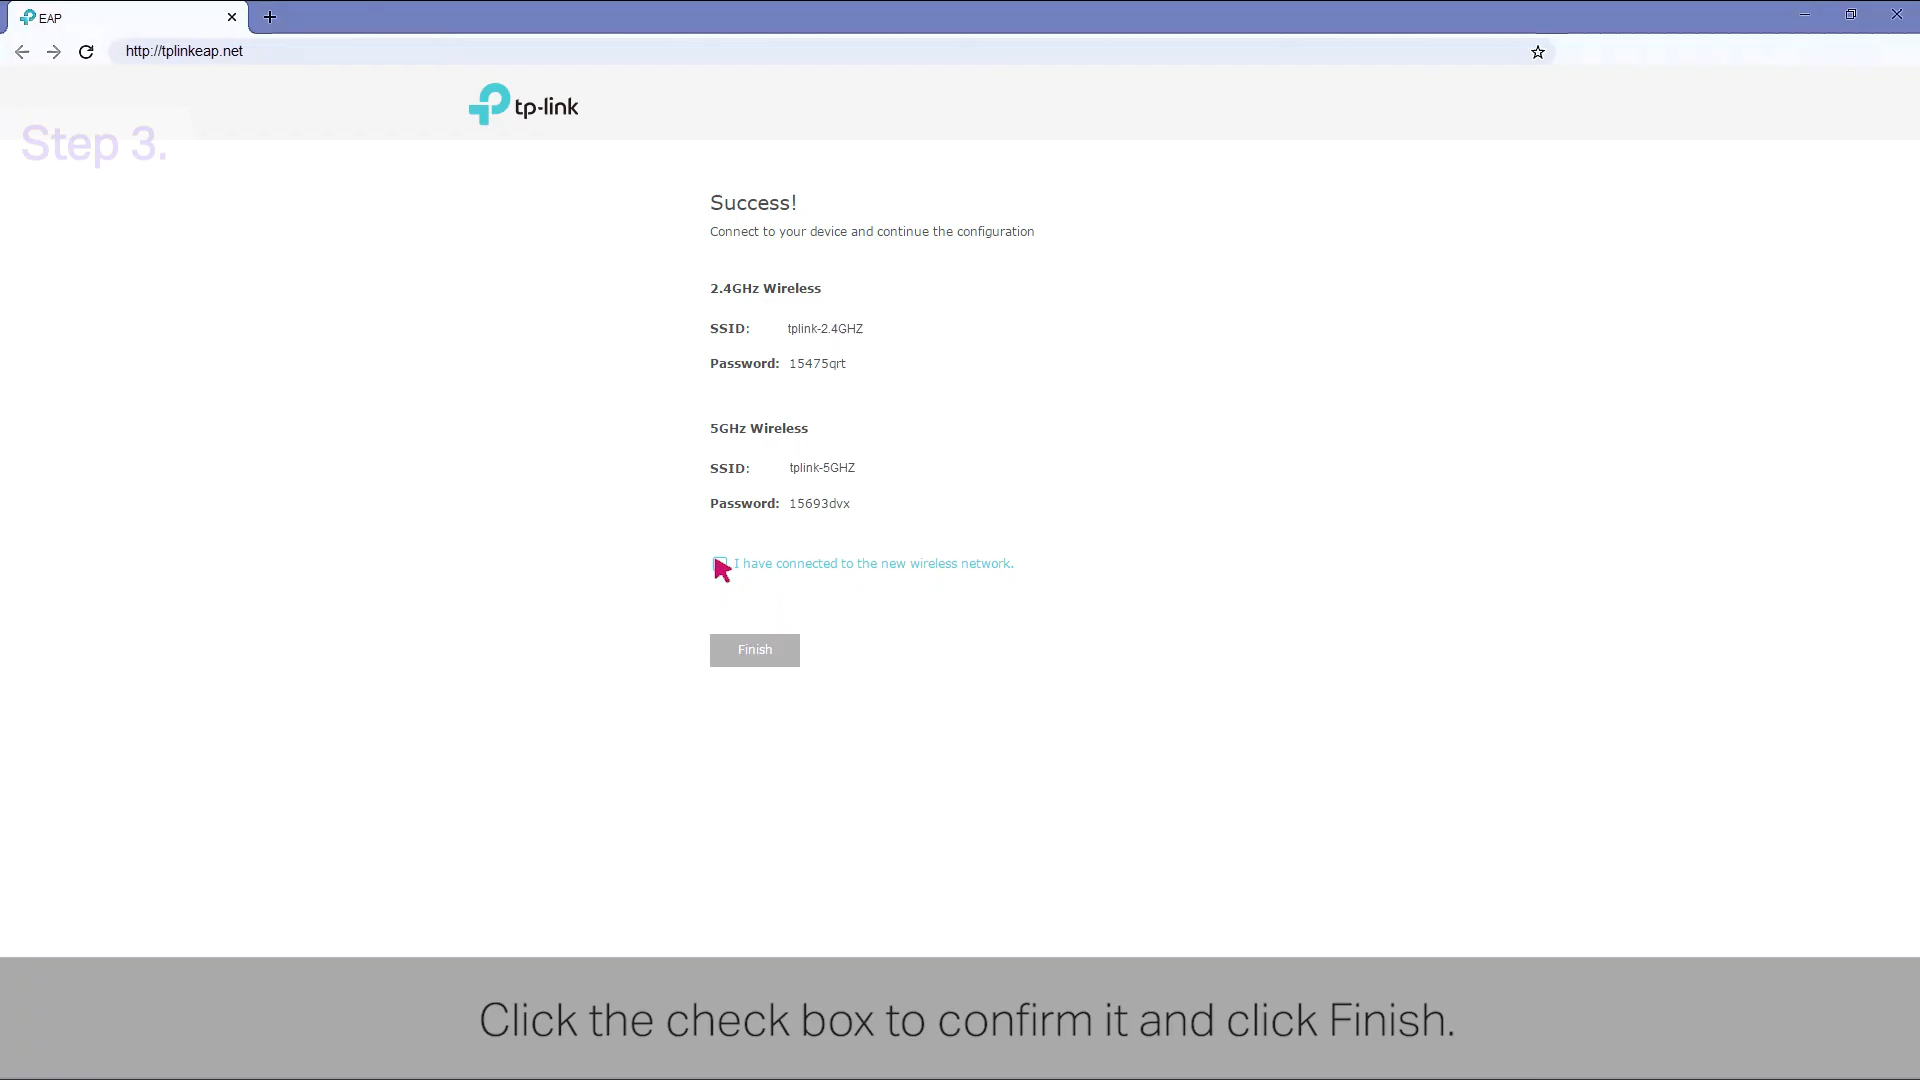 EAP
http://tplinkeap.net
tp-link
Step 3.
Success!
Connect to your device and continue the configuration
2.4GHz Wireless
SSID: tplink-2.4GHZ
Password: 15475qrt
5GHz Wireless
SSID: tplink-5GHZ
Password: 15693dvx
I have connected to the new wireless network.
Finish
Click the check box to confirm it and click Finish.